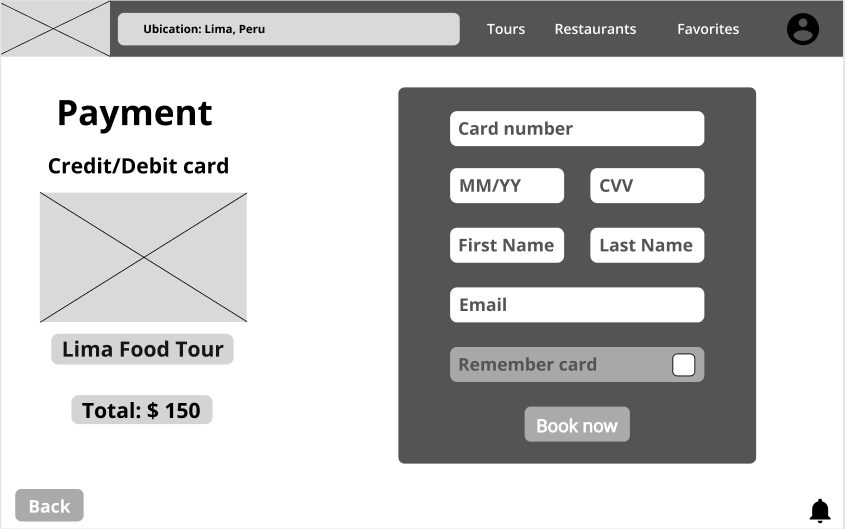 Ubication: Lima, Peru
Tours
Restaurants
Favorites
Payment
Credit/Debit card
Lima Food Tour
Total: $ 150
Back
Card number
MM/YY
CVV
First Name
Last Name
Email
Remember card
Book now